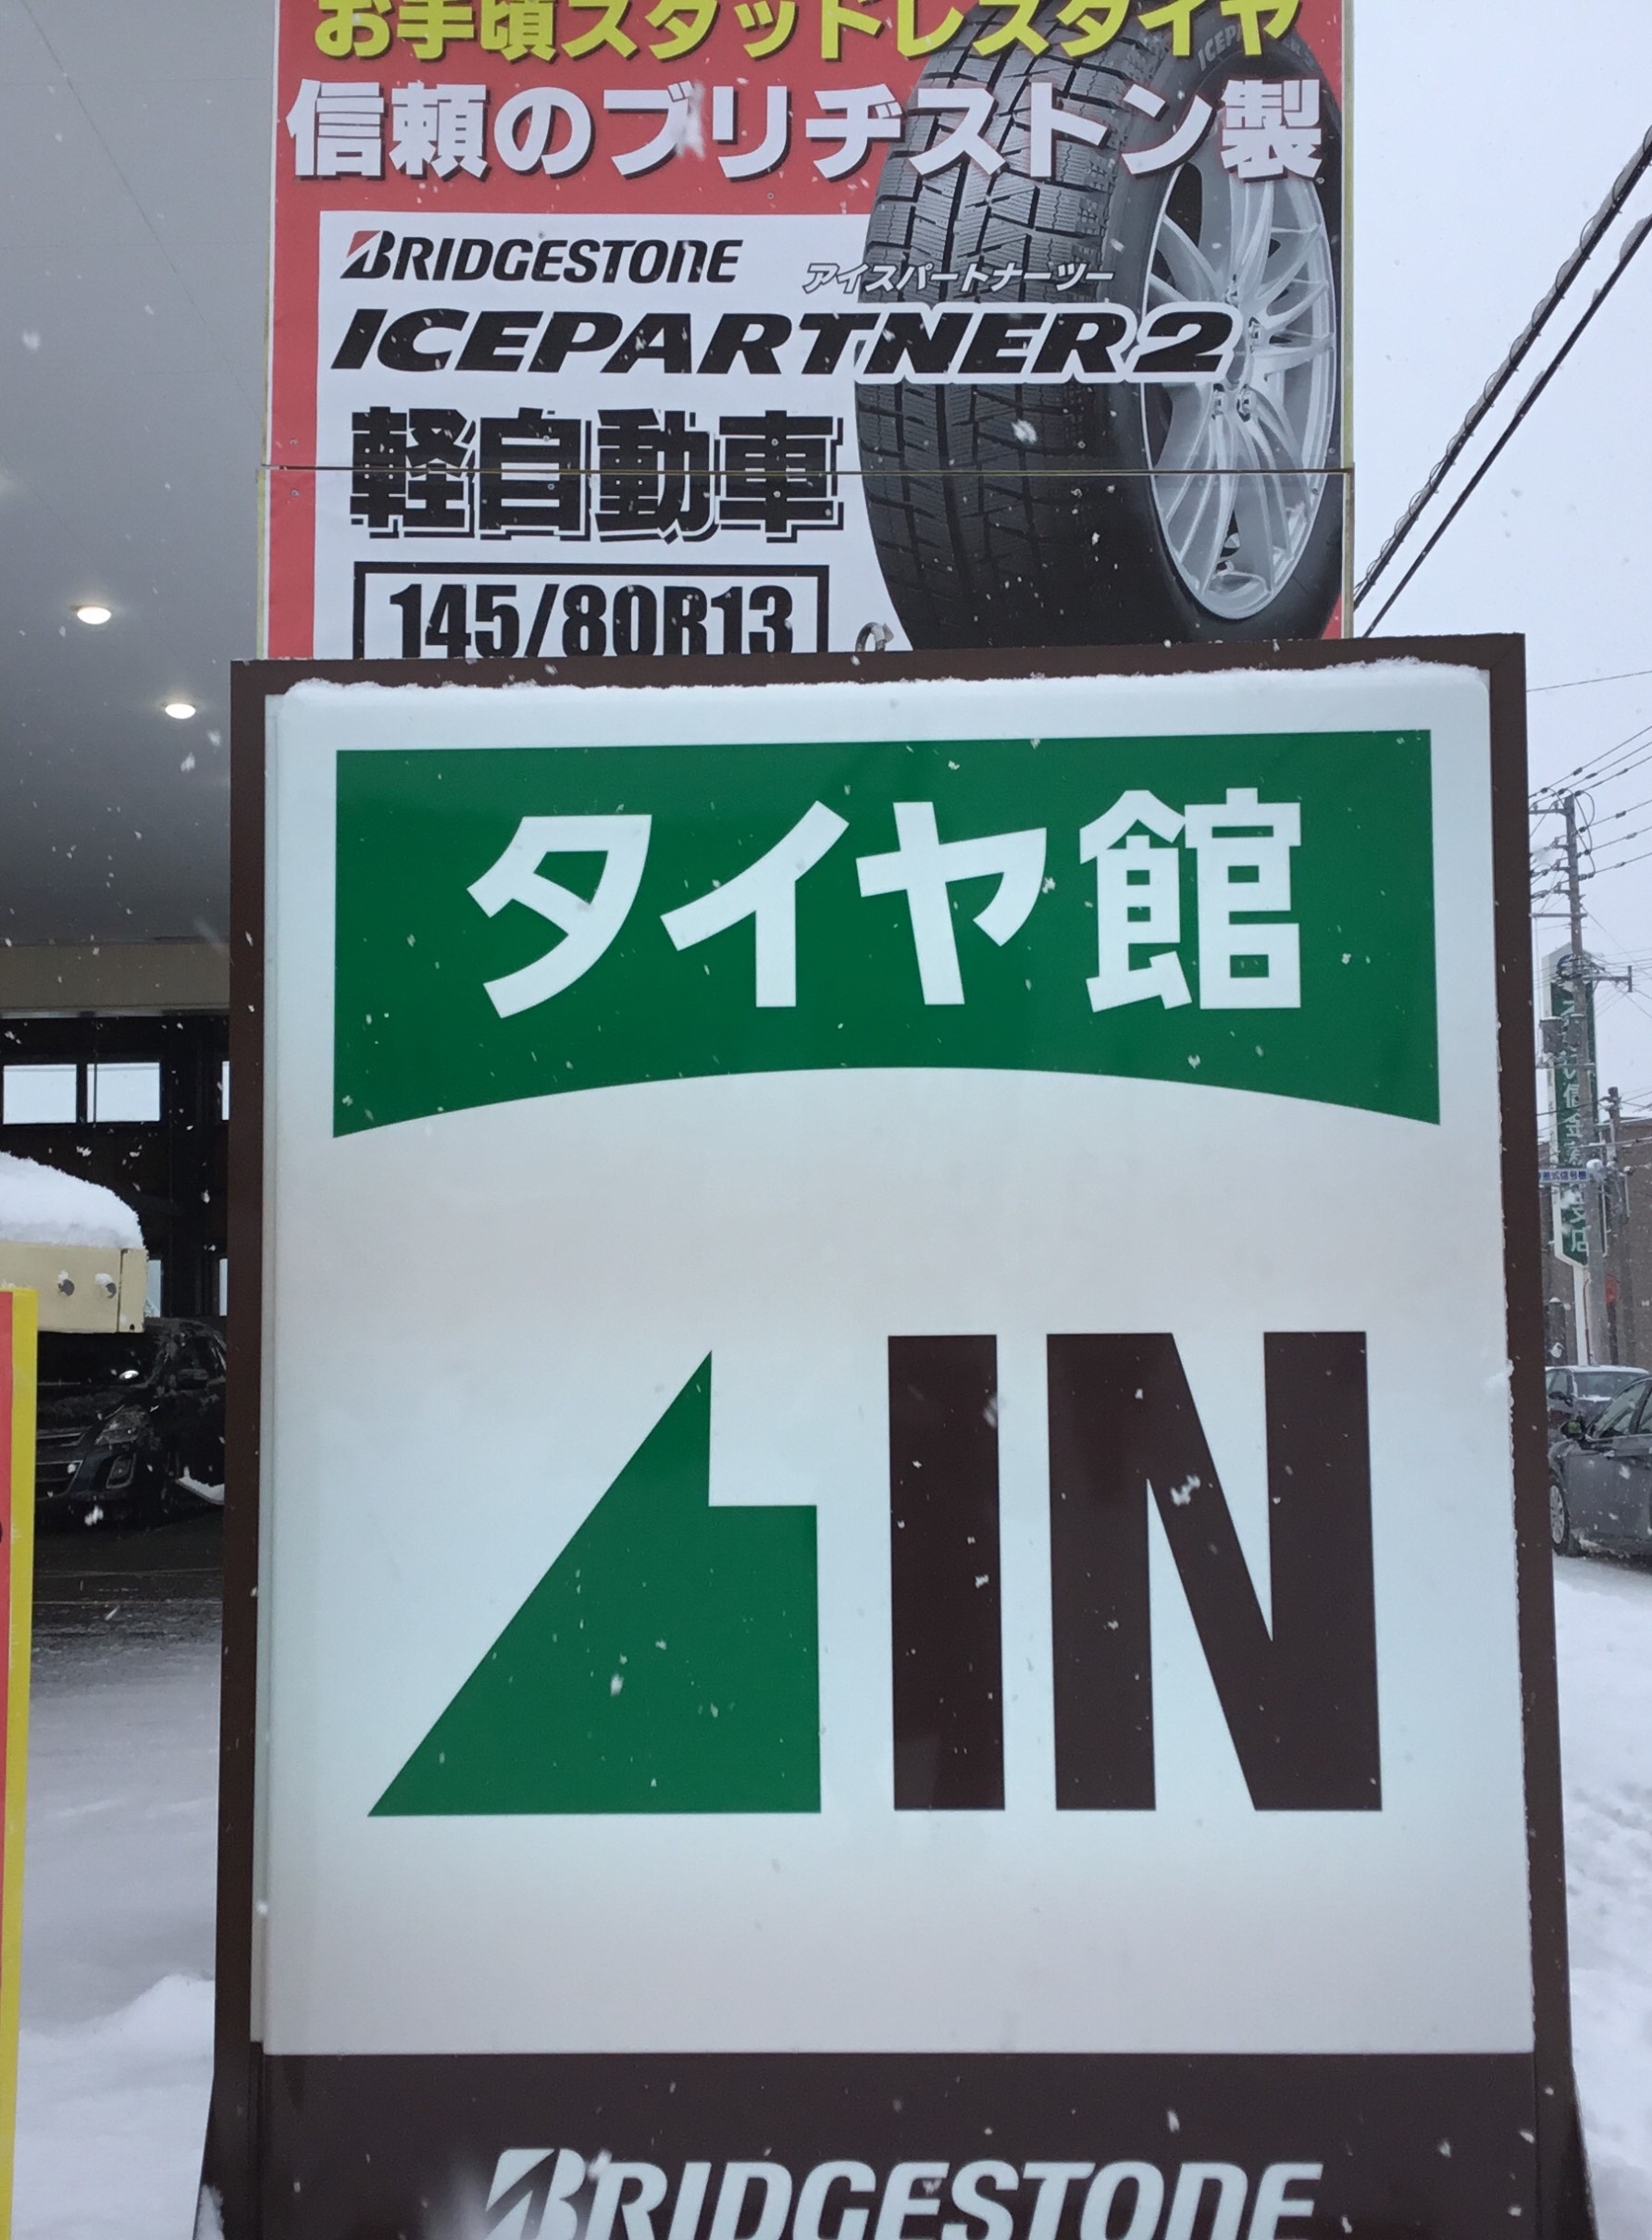 お手頃スタッドレスタイヤ
信頼のブリヂストン製
BRIDGESTONE
アイスパートナーツー
ICEPARTNER2
軽自動車
145/80R13
タイヤ館
IN
BRIDGESTONE